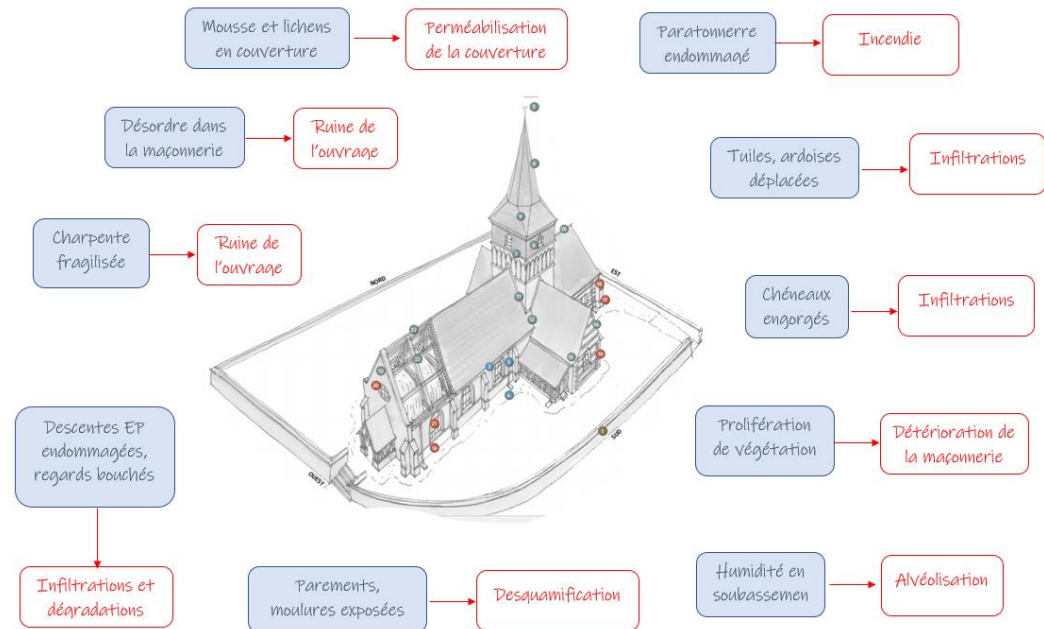 Mousse et lichens
en couverture
Perméabilisation
de la couverture
Paratonnerre
endommagé
Incendie
Désordre dans
la maçonnerie
Ruine de
l'ouvrage
Tuiles, ardoises
déplacées
Infiltrations
Charpente
fragilisée
Ruine de
l'ouvrage
NORD
EST
Chéneaux
engorgés
Infiltrations
Descentes EP
endommagées,
regards bouchés
Infiltrations et
dégradations
OUEST
SUD
Prolifération
de végétation
Détérioration de
la maçonnerie
Parements,
moulures exposées
Desquamification
Humidité en
soubassemen
Alvéolisation